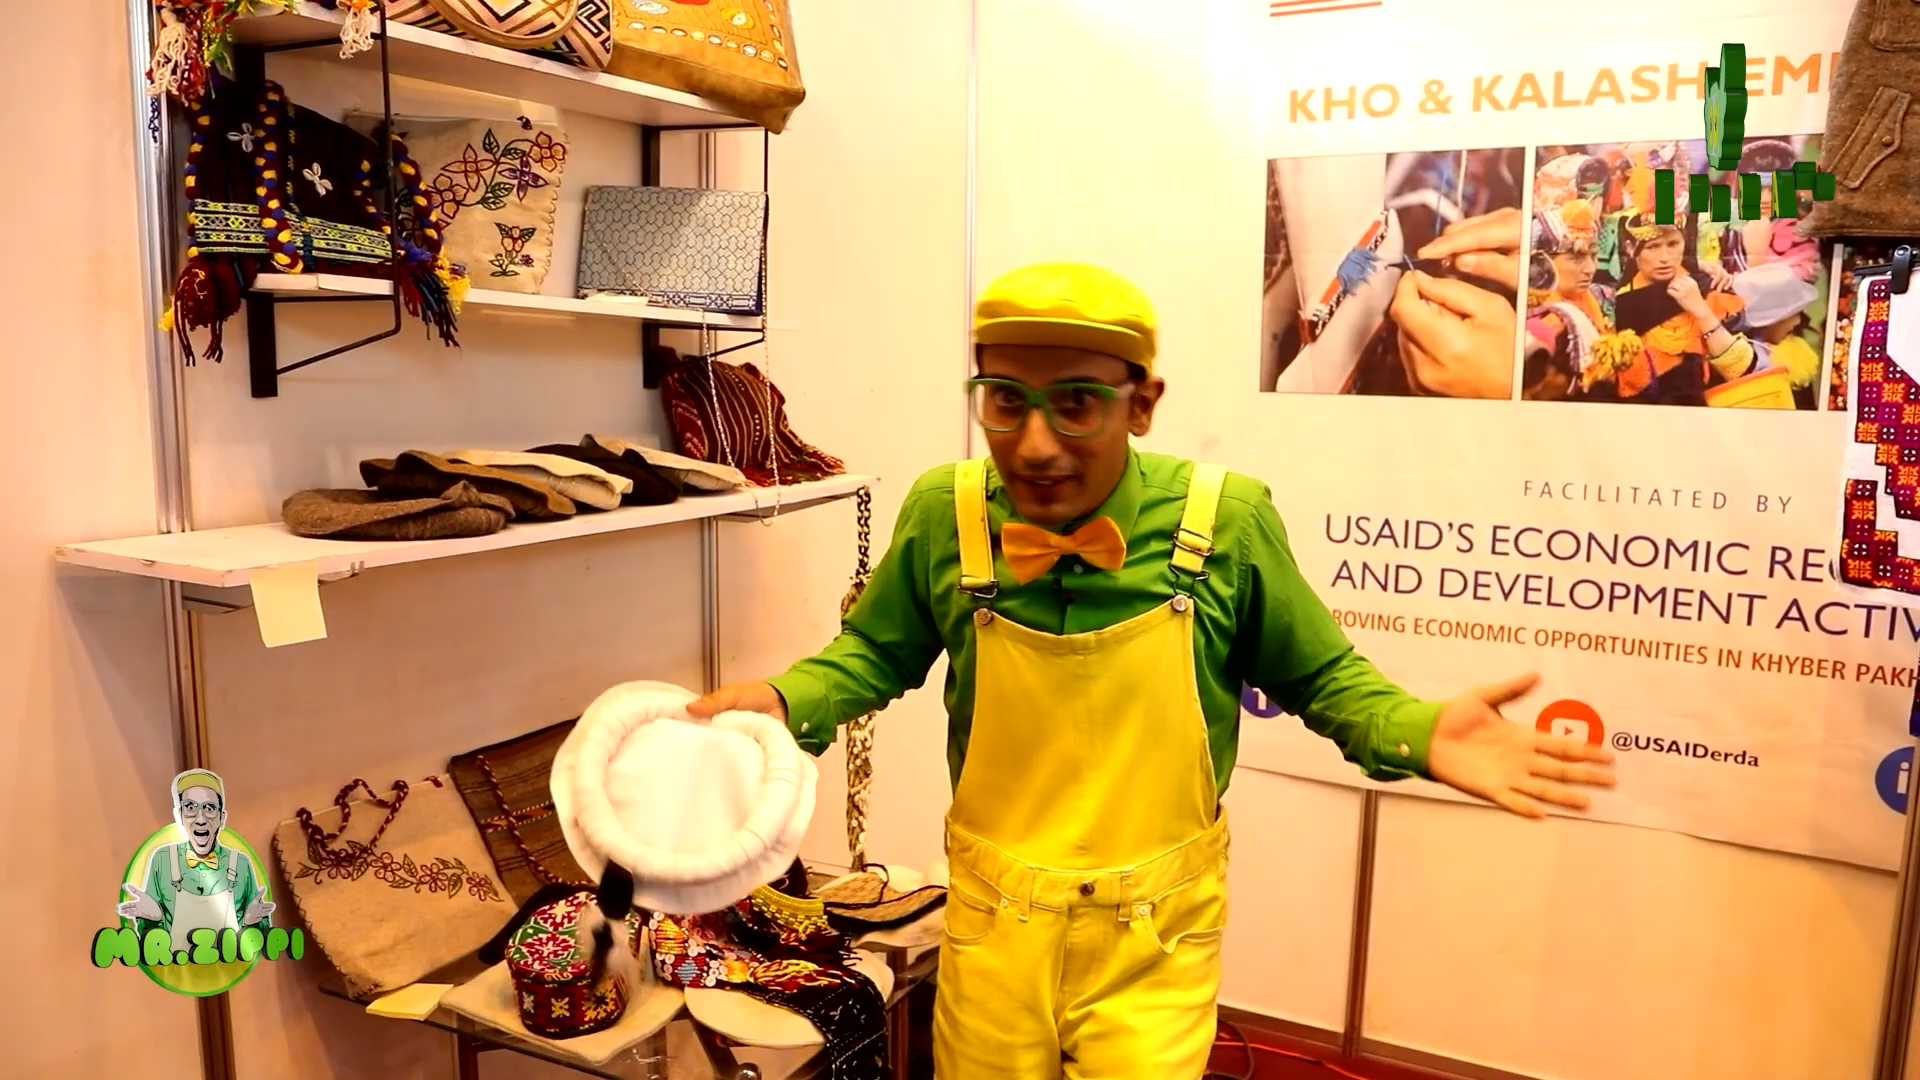 KHO & KALASH EM
FACILITATED BY
USAID'S ECONOMIC RE
AND DEVELOPMENT ACTIV
ROVING ECONOMIC OPPORTUNITIES IN KHYBER PAKH
@USAIDerda
MR.ZIPPI